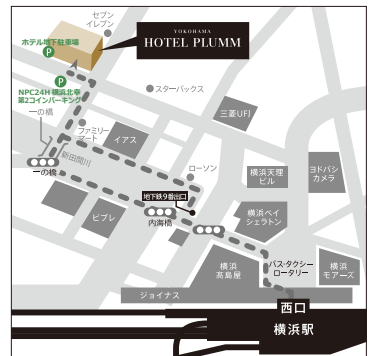 セブン
イレブン
YOKOHAMA
HOTEL PLUMM
ホテル地下駐車場
P
P
NPC24H 横浜北幸
第2コインパーキング
スターバックス
一の橋
ファミリー
マート
イアス
三菱UFJ
新田間川
ローソン
一の橋
地下鉄9番出口
横浜天理
ビル
ヨドバシ
カメラ
ビブレ
内海橋
横浜ベイ
シェラトン
横浜
髙島屋
バス・タクシー
ロータリー
横浜
モアーズ
ジョイナス
西口
横浜駅